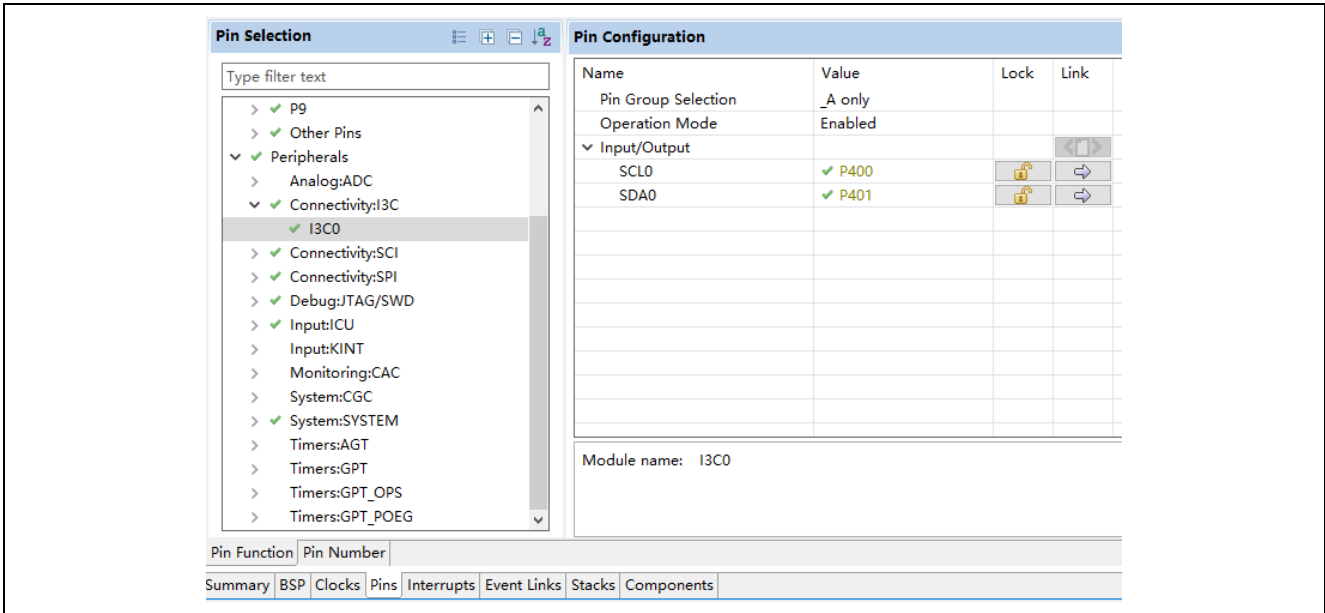 Pin Selection
Type filter text
P9
Other Pins
Peripherals
Analog:ADC
Connectivity:I3C
I3C0
Connectivity:SCI
Connectivity:SPI
Debug:JTAG/SWD
Input:ICU
Input:KINT
Monitoring:CAC
System:CGC
System:SYSTEM
Timers:AGT
Timers:GPT
Timers:GPT_OPS
Timers:GPT_POEG
Pin Configuration
Name Value Lock Link
Pin Group Selection _A only
Operation Mode Enabled
Input/Output
SCL0 P400
SDA0 P401
Module name: I3C0
Pin Function Pin Number
Summary BSP Clocks Pins Interrupts Event Links Stacks Components